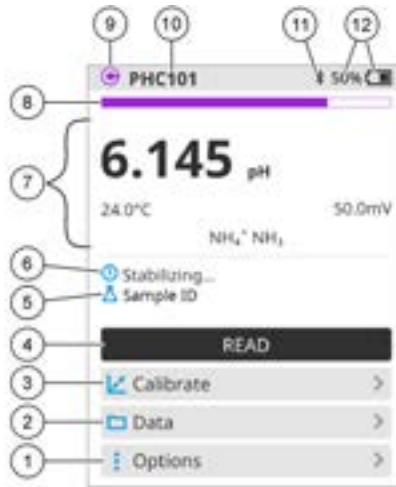 9 10 11 12
PHC101 50%
8
7
6.145 pH
24.0°C 50.0mV
NH₄⁺ NH₃
6 Stabilizing...
5 Sample ID
4 READ
3 Calibrate
2 Data
1 Options